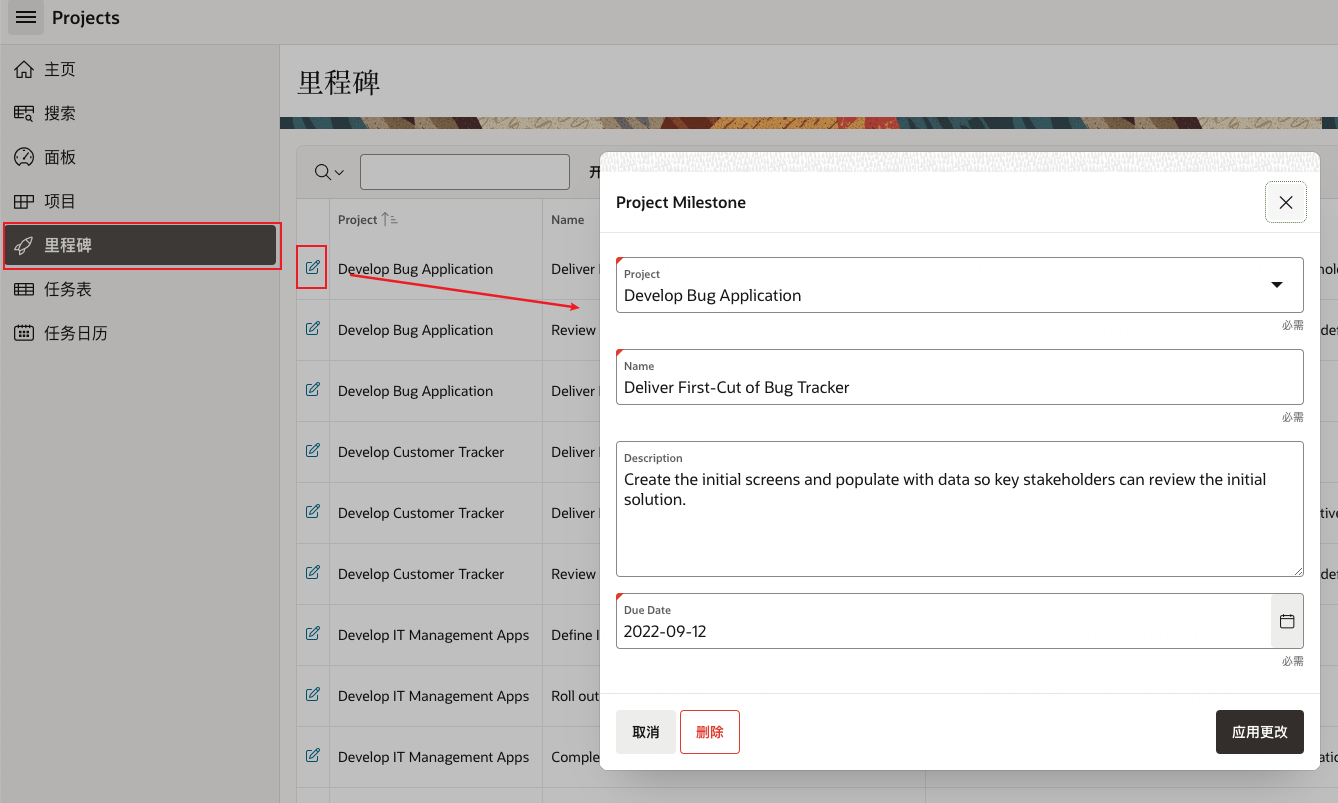 Projects
主页
搜索
面板
项目
里程碑
任务表
任务日历
里程碑
Project
Name
Develop Bug Application
Deliver
Develop Bug Application
Review
Develop Bug Application
Deliver
Develop Customer Tracker
Deliver
Develop Customer Tracker
Deliver
Develop Customer Tracker
Review
Develop IT Management Apps
Define
Develop IT Management Apps
Roll out
Develop IT Management Apps
Project Milestone
Project
Develop Bug Application
必需
Name
Deliver First-Cut of Bug Tracker
必需
Description
Create the initial screens and populate with data so key stakeholders can review the initial
solution.
Due Date
2022-09-12
必需
取消
删除
应用更改